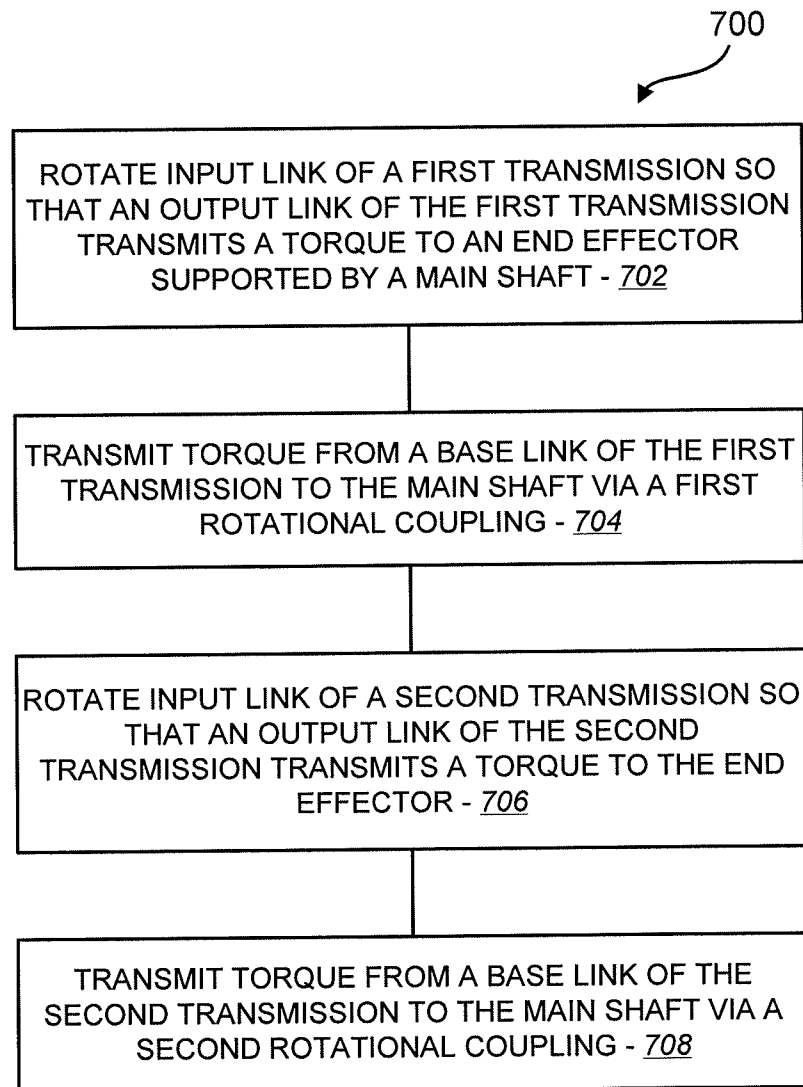 700
ROTATE INPUT LINK OF A FIRST TRANSMISSION SO
THAT AN OUTPUT LINK OF THE FIRST TRANSMISSION
TRANSMITS A TORQUE TO AN END EFFECTOR
SUPPORTED BY A MAIN SHAFT - 702
TRANSMIT TORQUE FROM A BASE LINK OF THE FIRST
TRANSMISSION TO THE MAIN SHAFT VIA A FIRST
ROTATIONAL COUPLING - 704
ROTATE INPUT LINK OF A SECOND TRANSMISSION SO
THAT AN OUTPUT LINK OF THE SECOND
TRANSMISSION TRANSMITS A TORQUE TO THE END
EFFECTOR - 706
TRANSMIT TORQUE FROM A BASE LINK OF THE
SECOND TRANSMISSION TO THE MAIN SHAFT VIA A
SECOND ROTATIONAL COUPLING - 708